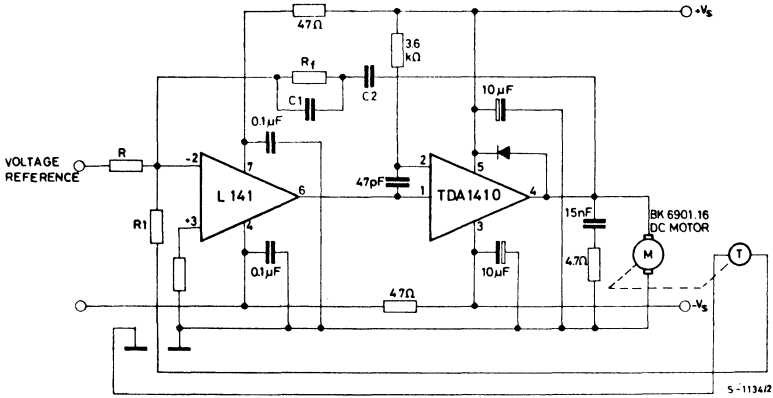 47Ω
+Vs
3.6
kΩ
Rf
C1
C2
10μF
0.1μF
VOLTAGE
REFERENCE
R
-2
7
L 141
6
+3
4
47pF
2
1
5
TDA1410
4
3
15nF
BK 6901.16
DC MOTOR
M
T
R1
0.1μF
10μF
4.7Ω
47Ω
-Vs
S-1134/2